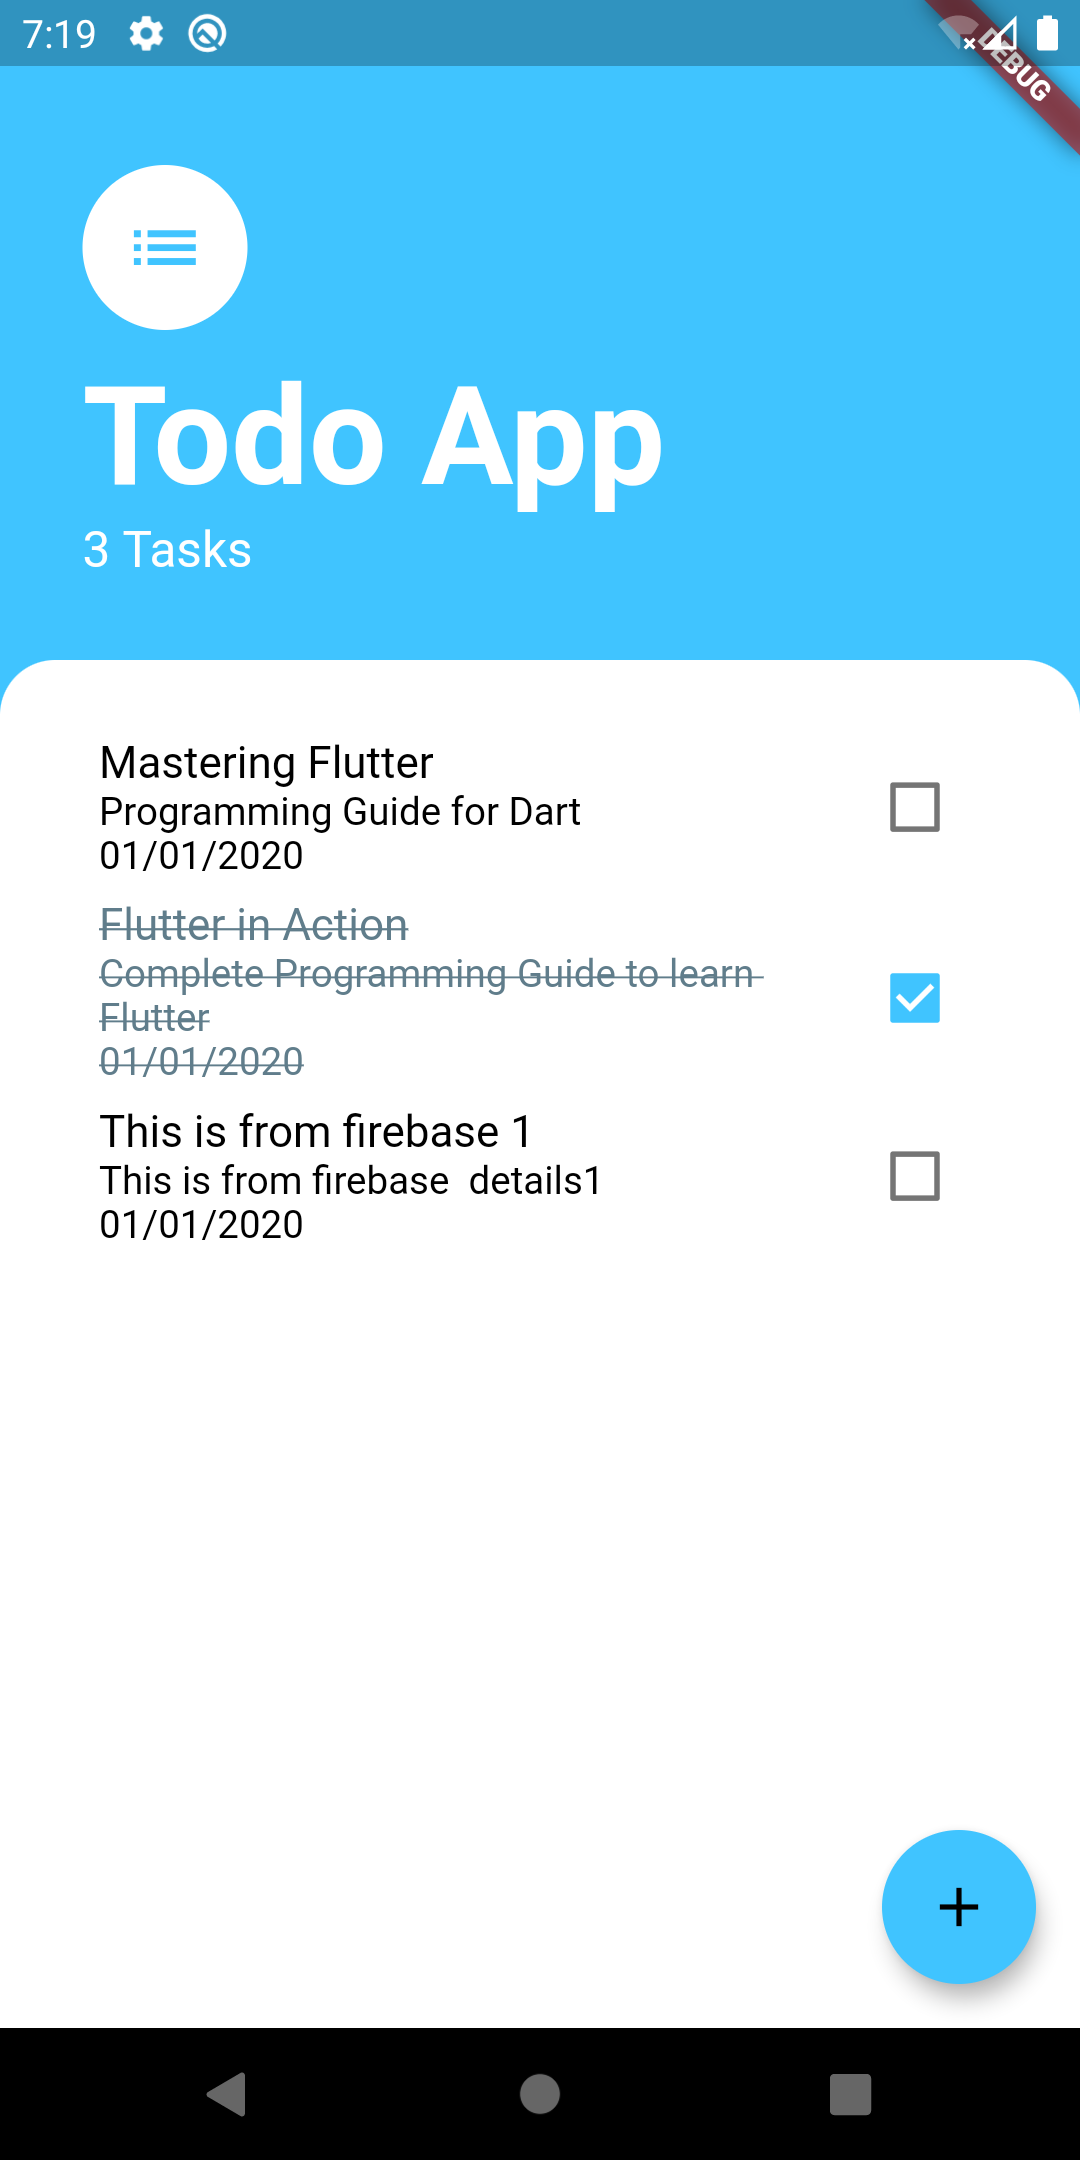 7:19
DEBUG
Todo App
3 Tasks
Mastering Flutter
Programming Guide for Dart
01/01/2020
Flutter in Action
Complete Programming Guide to learn
Flutter
01/01/2020
This is from firebase 1
This is from firebase  details1
01/01/2020